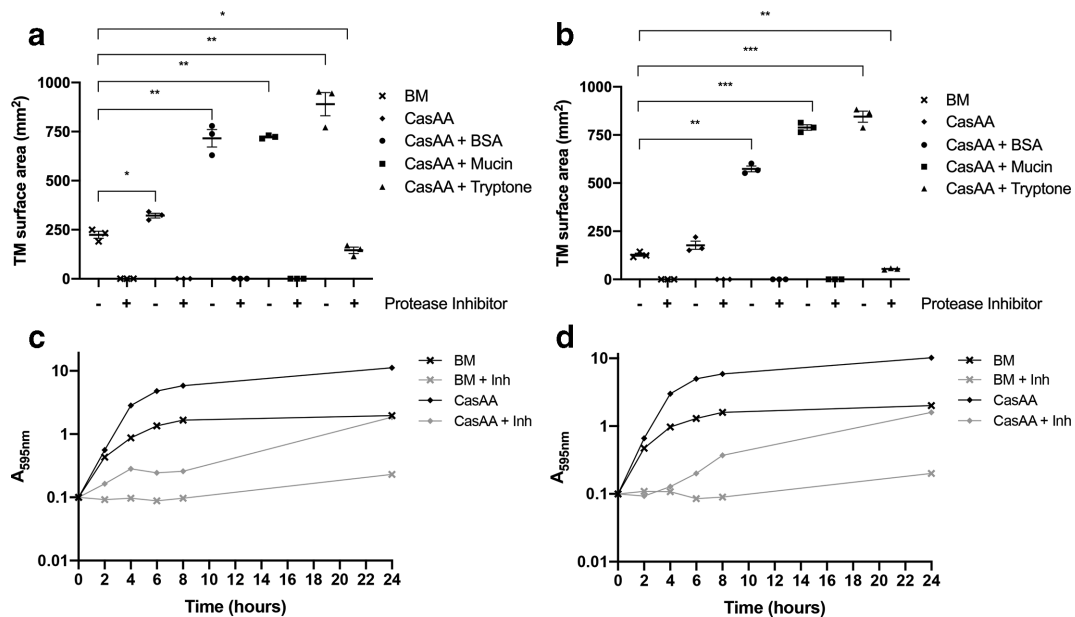 a
*
**
**
**
*
TM surface area (mm²)
1000
750
500
250
0
- + - + - + - + - +
Protease Inhibitor
BM
CasAA
CasAA + BSA
CasAA + Mucin
CasAA + Tryptone
b
**
***
***
**
TM surface area (mm²)
1000
750
500
250
0
- + - + - + - + - +
Protease Inhibitor
BM
CasAA
CasAA + BSA
CasAA + Mucin
CasAA + Tryptone
c
A595nm
10
1
0.1
0.01
0 2 4 6 8 10 12 14 16 18 20 22 24
Time (hours)
BM
BM + Inh
CasAA
CasAA + Inh
d
A595nm
10
1
0.1
0.01
0 2 4 6 8 10 12 14 16 18 20 22 24
Time (hours)
BM
BM + Inh
CasAA
CasAA + Inh